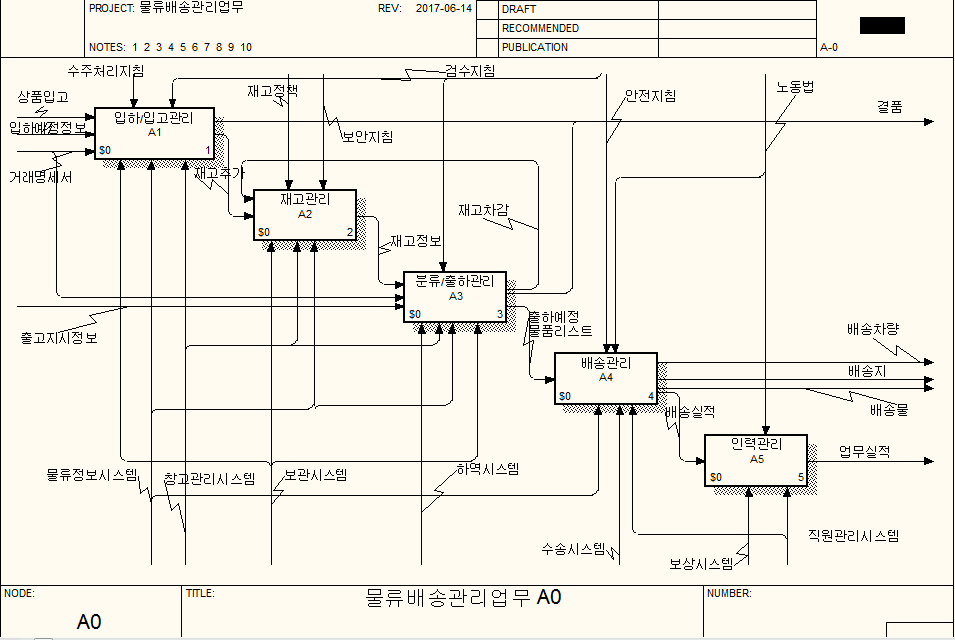 PROJECT: 물류배송관리업무
REV: 2017-06-14
DRAFT
RECOMMENDED
NOTES: 1 2 3 4 5 6 7 8 9 10
PUBLICATION
A-0
수주처리지침
검수지침
상품입고
재고정책
안전지침
노동법
결품
입하예정정보
입하/입고관리
A1
$0
1
보안지침
거래명세서
재고추가
재고관리
A2
$0
2
재고차감
재고정보
분류/출하관리
A3
$0
3
출고지시정보
출하예정
물품리스트
배송차량
배송관리
A4
$0
4
배송지
배송물
배송실적
인력관리
A5
$0
5
업무실적
물류정보시스템
창고관리시스템
보관시스템
하역시스템
수송시스템
보상시스템
직원관리시스템
NODE:
A0
TITLE:
물류배송관리업무 A0
NUMBER: